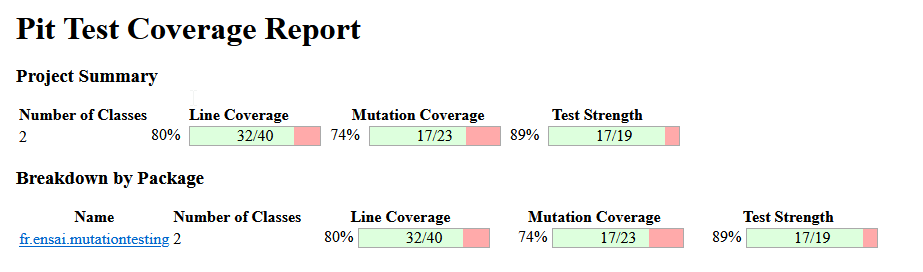 Pit Test Coverage Report
Project Summary
Number of Classes Line Coverage Mutation Coverage Test Strength
2 80% 32/40 74% 17/23 89% 17/19
Breakdown by Package
Name Number of Classes Line Coverage Mutation Coverage Test Strength
fr.ensai.mutationtesting 2 80% 32/40 74% 17/23 89% 17/19